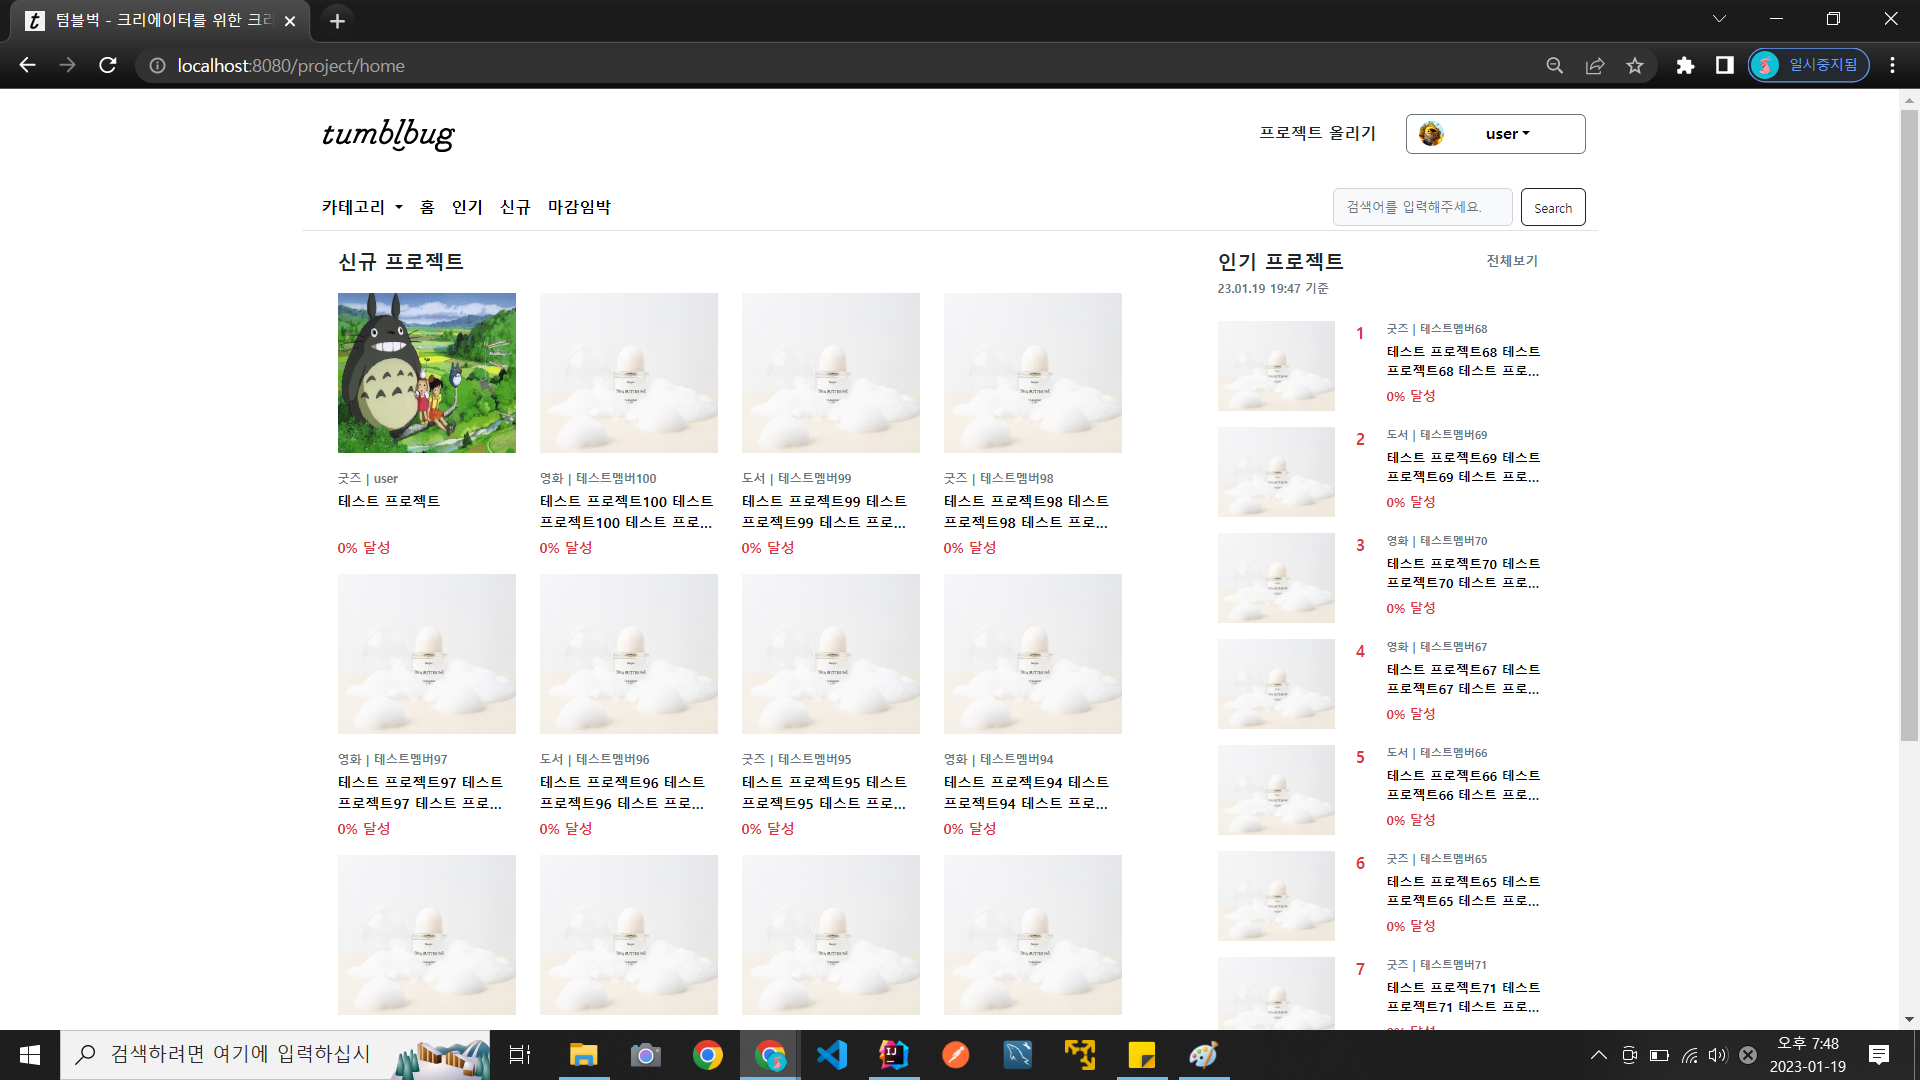 텀블벅 - 크리에이터를 위한 크리
localhost:8080/project/home
일시중지됨
tumblbug
프로젝트 올리기
user
카테고리 홈 인기 신규 마감임박
검색어를 입력해주세요.
Search
신규 프로젝트
굿즈 | user
테스트 프로젝트
0% 달성
영화 | 테스트멤버100
테스트 프로젝트100 테스트
프로젝트100 테스트 프로...
0% 달성
도서 | 테스트멤버99
테스트 프로젝트99 테스트
프로젝트99 테스트 프로...
0% 달성
굿즈 | 테스트멤버98
테스트 프로젝트98 테스트
프로젝트98 테스트 프로...
0% 달성
영화 | 테스트멤버97
테스트 프로젝트97 테스트
프로젝트97 테스트 프로...
0% 달성
도서 | 테스트멤버96
테스트 프로젝트96 테스트
프로젝트96 테스트 프로...
0% 달성
굿즈 | 테스트멤버95
테스트 프로젝트95 테스트
프로젝트95 테스트 프로...
0% 달성
영화 | 테스트멤버94
테스트 프로젝트94 테스트
프로젝트94 테스트 프로...
0% 달성
인기 프로젝트
전체보기
23.01.19 19:47 기준
1
굿즈 | 테스트멤버68
테스트 프로젝트68 테스트
프로젝트68 테스트 프로...
0% 달성
2
도서 | 테스트멤버69
테스트 프로젝트69 테스트
프로젝트69 테스트 프로...
0% 달성
3
영화 | 테스트멤버70
테스트 프로젝트70 테스트
프로젝트70 테스트 프로...
0% 달성
4
영화 | 테스트멤버67
테스트 프로젝트67 테스트
프로젝트67 테스트 프로...
0% 달성
5
도서 | 테스트멤버66
테스트 프로젝트66 테스트
프로젝트66 테스트 프로...
0% 달성
6
굿즈 | 테스트멤버65
테스트 프로젝트65 테스트
프로젝트65 테스트 프로...
0% 달성
7
굿즈 | 테스트멤버71
테스트 프로젝트71 테스트
프로젝트71 테스트 프로...
검색하려면 여기에 입력하십시
오후 7:48
2023-01-19